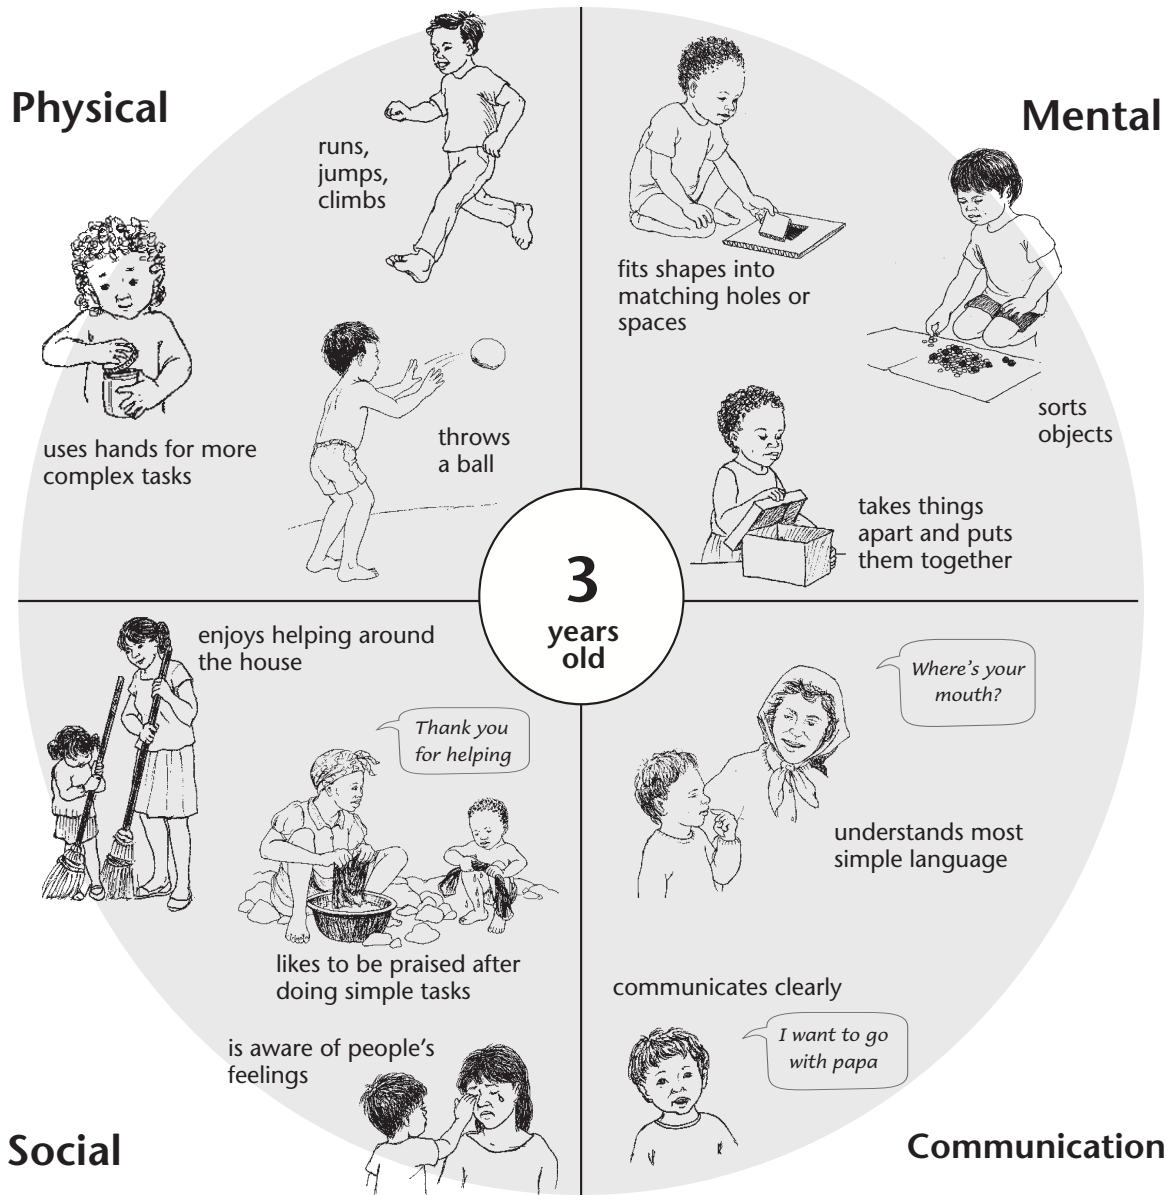 Physical
runs,
jumps,
climbs
uses hands for more
complex tasks
throws
a ball
Mental
fits shapes into
matching holes or
spaces
sorts
objects
takes things
apart and puts
them together
3
years
old
enjoys helping around
the house
Thank you
for helping
likes to be praised after
doing simple tasks
is aware of people's
feelings
Social
Where's your
mouth?
understands most
simple language
communicates clearly
I want to go
with papa
Communication